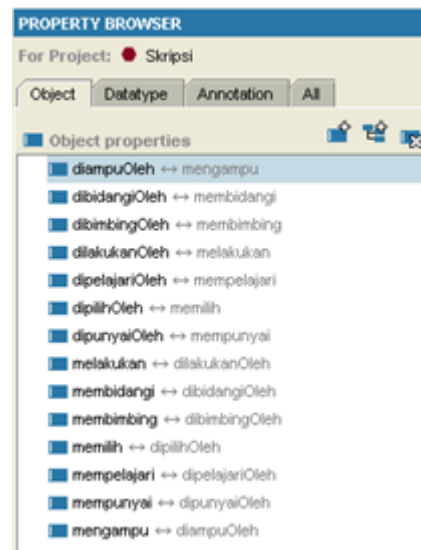 PROPERTY BROWSER
For Project: Skripsi
Object Datatype Annotation All
Object properties
diampuOleh ↔ mengampu
dibidangiOleh ↔ membidangi
dibimbingOleh ↔ membimbing
dilakukanOleh ↔ melakukan
dipelajariOleh ↔ mempelajari
dipilihOleh ↔ memilih
dipunyaiOleh ↔ mempunyai
melakukan ↔ dilakukanOleh
membidangi ↔ dibidangiOleh
membimbing ↔ dibimbingOleh
memilih ↔ dipilihOleh
mempelajari ↔ dipelajariOleh
mempunyai ↔ dipunyaiOleh
mengampu ↔ diampuOleh